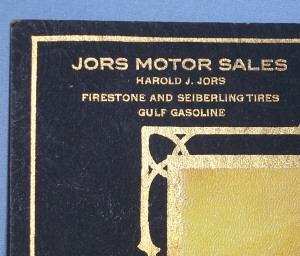 JORS MOTOR SALES
HAROLD J. JORS
FIRESTONE AND SEIBERLING TIRES
GULF GASOLINE